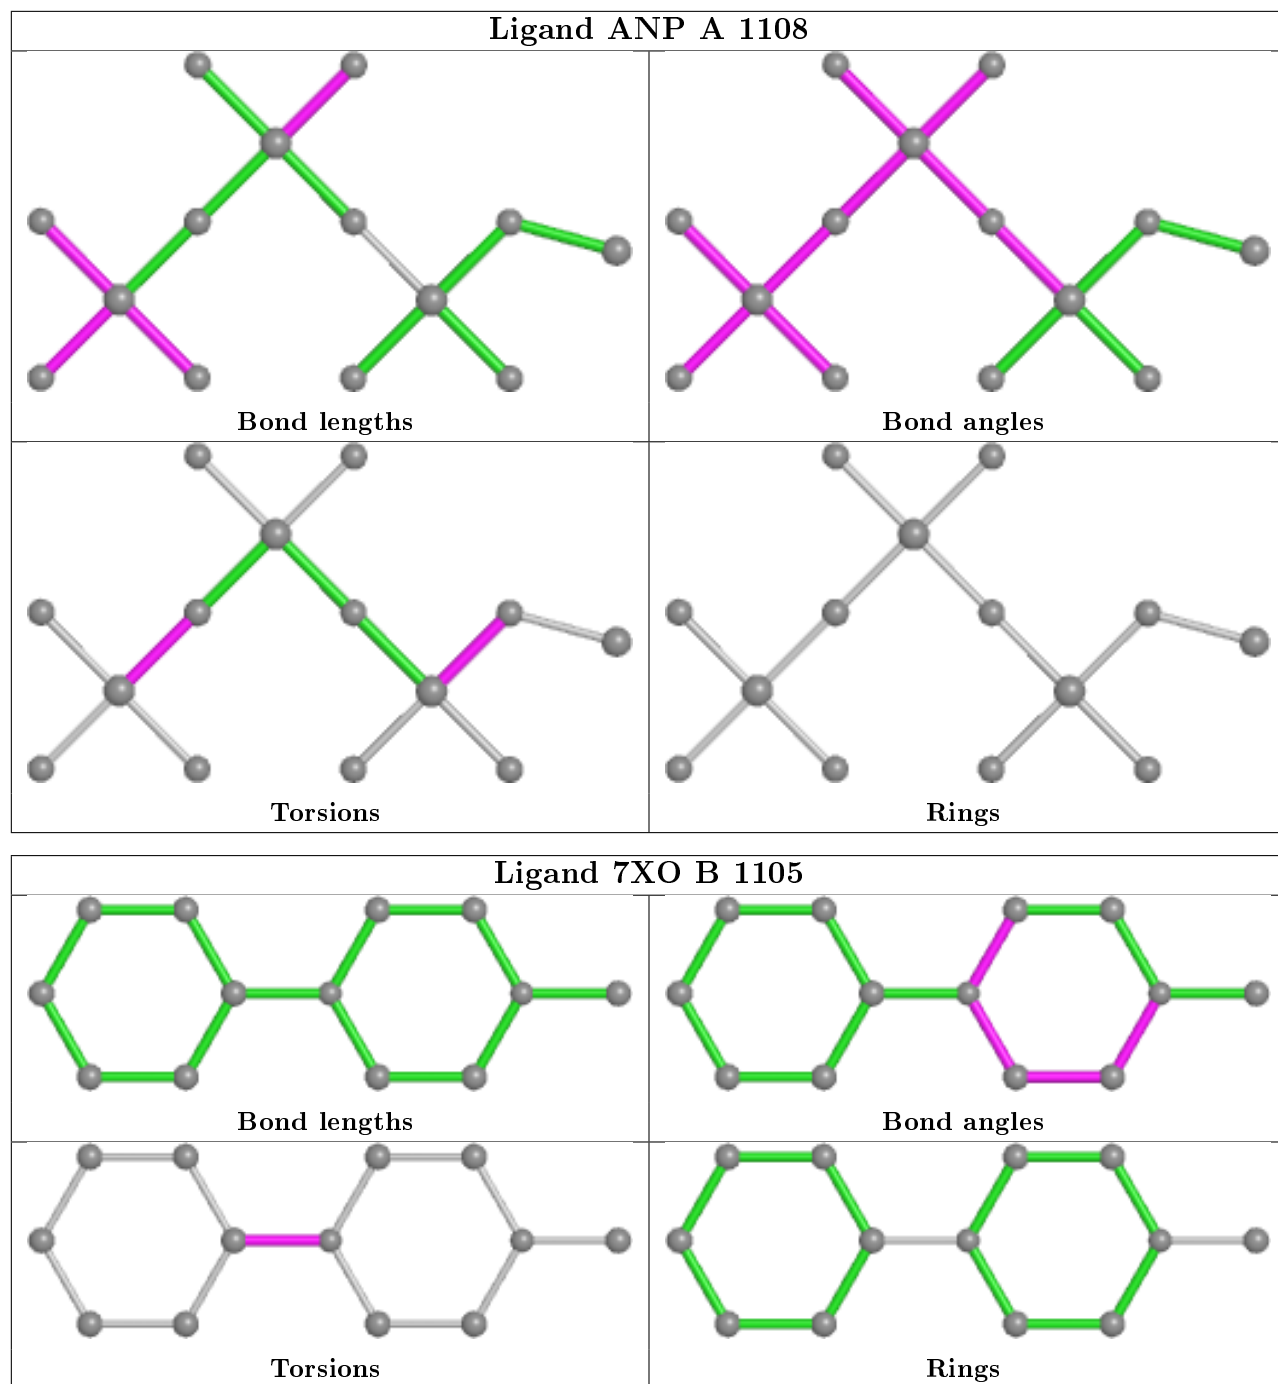 Ligand ANP A 1108
Bond lengths
Bond angles
Torsions
Rings
Ligand 7XO B 1105
Bond lengths
Bond angles
Torsions
Rings